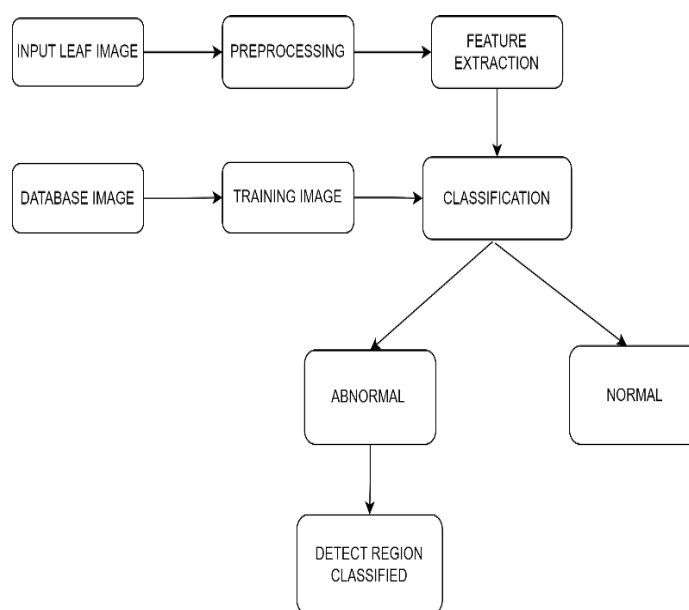 INPUT LEAF IMAGE
PREPROCESSING
FEATURE
EXTRACTION
DATABASE IMAGE
TRAINING IMAGE
CLASSIFICATION
ABNORMAL
NORMAL
DETECT REGION
CLASSIFIED